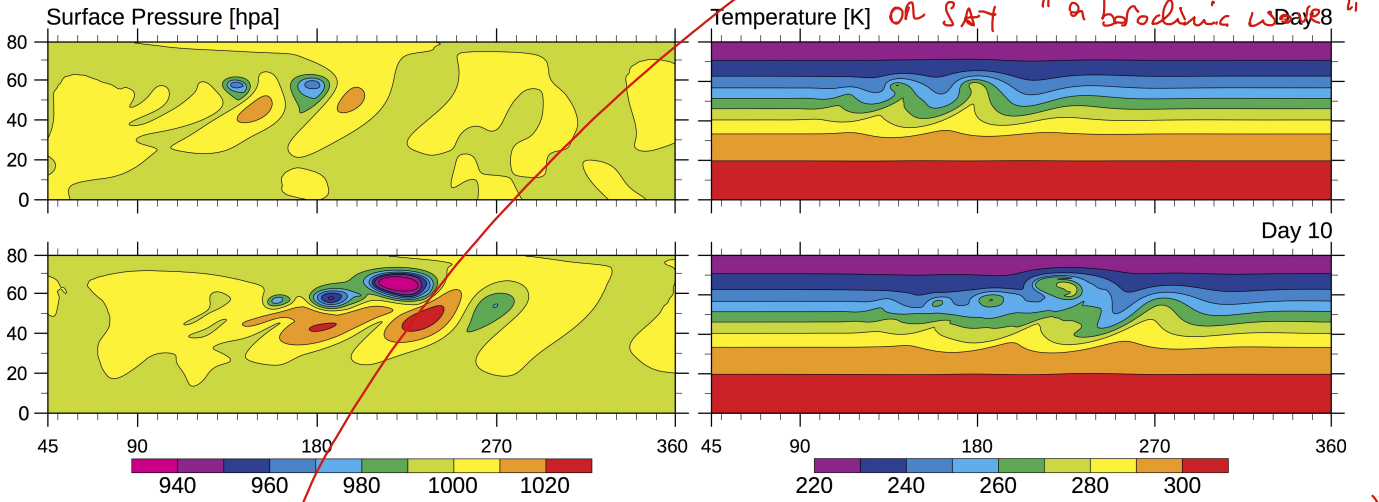 Surface Pressure [hpa]
Temperature [K] OR SAY " a baroclinic wave "
Day 8
80
60
40
20
0
Day 10
80
60
40
20
0
45 90 180 270 360 45 90 180 270 360
940 960 980 1000 1020 220 240 260 280 300